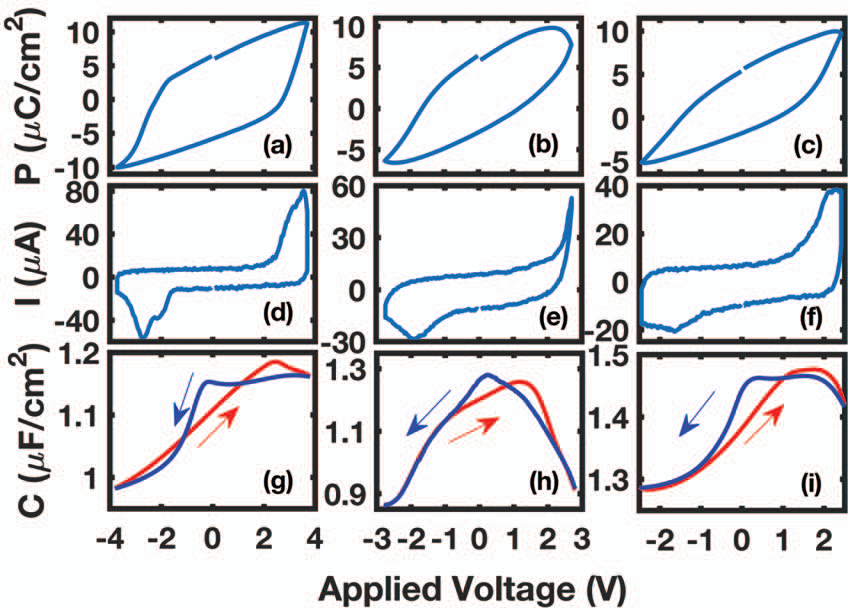 P (μC/cm²)
10
5
0
-5
-10
(a)
10
5
0
-5
(b)
10
5
0
-5
(c)
I (μA)
80
40
0
-40
(d)
60
30
0
-30
(e)
40
20
0
-20
(f)
C (μF/cm²)
1.2
1.1
1
(g)
1.3
1.1
0.9
(h)
1.5
1.4
1.3
(i)
-4 -2 0 2 4
-3 -2 -1 0 1 2 3
-2 -1 0 1 2
Applied Voltage (V)